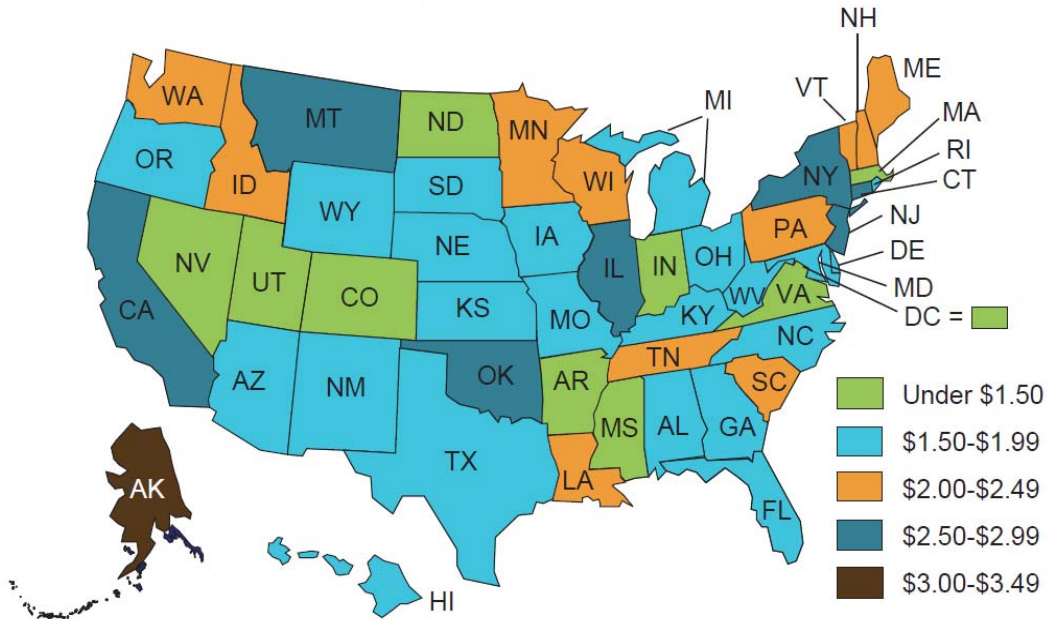 NH
ME
WA
VT
MI
MA
MT
ND
MN
RI
OR
NY
CT
ID
SD
WI
WY
PA
NJ
IA
NE
OH
DE
NV
IL
IN
UT
WV
VA
MD
CO
CA
KS
MO
KY
DC =
NC
TN
OK
AZ
NM
AR
SC
Under $1.50
MS
AL
GA
$1.50-$1.99
TX
LA
AK
$2.00-$2.49
FL
$2.50-$2.99
HI
$3.00-$3.49